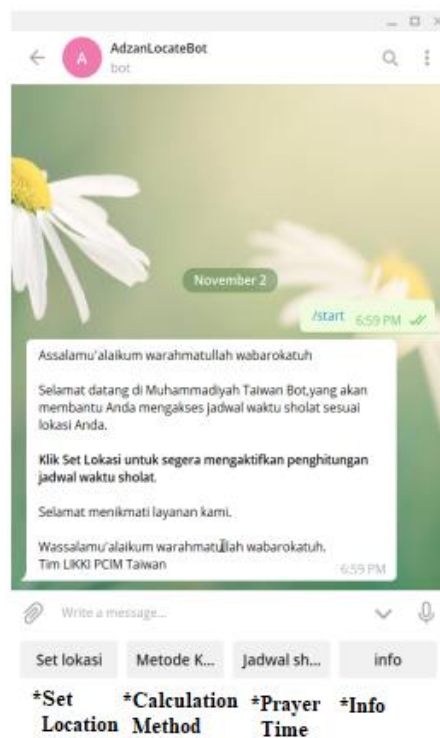 A
AdzanLocateBot
bot
November 2
/start 6:59 PM
Assalamu'alaikum warahmatullah wabarokatuh
Selamat datang di Muhammadiyah Taiwan Bot,yang akan
membantu Anda mengakses jadwal waktu sholat sesuai
lokasi Anda.
Klik Set Lokasi untuk segera mengaktifkan penghitungan
jadwal waktu sholat.
Selamat menikmati layanan kami.
Wassalamu'alaikum warahmatullah wabarokatuh.
Tim LIKKI PCIM Taiwan 6:59 PM
Write a message...
Set lokasi Metode K... Jadwal sh... info
*Set *Calculation *Prayer *Info
Location Method Time